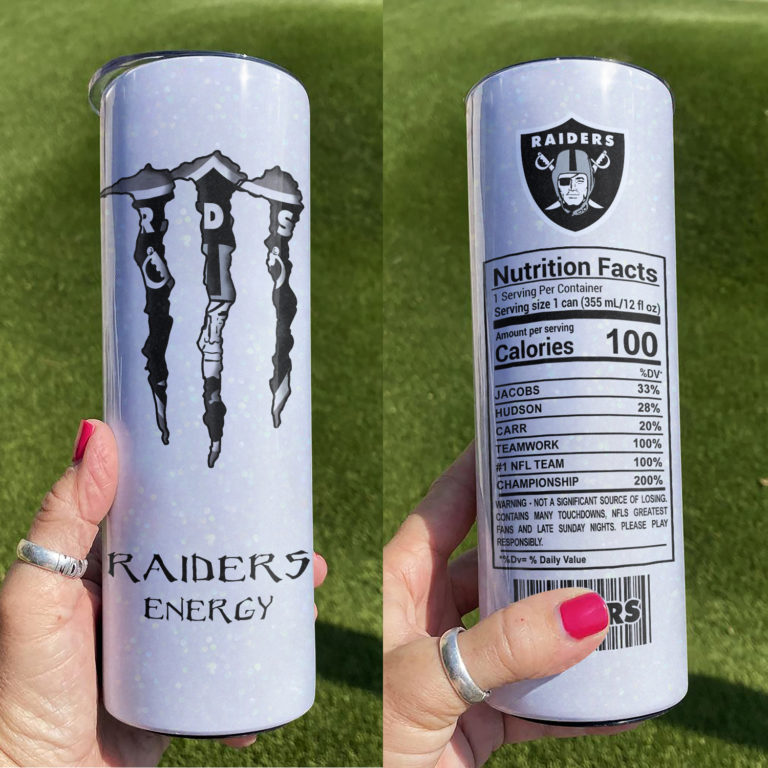 R D S
RAIDERS
ENERGY
RAIDERS
Nutrition Facts
1 Serving Per Container
Serving size 1 can (355 mL/12 fl oz)
Amount per serving
Calories 100
%DV*
JACOBS 33%
HUDSON 28%
CARR 20%
TEAMWORK 100%
#1 NFL TEAM 100%
CHAMPIONSHIP 200%
WARNING - NOT A SIGNIFICANT SOURCE OF LOSING.
CONTAINS MANY TOUCHDOWNS, NFLS GREATEST
FANS AND LATE SUNDAY NIGHTS. PLEASE PLAY
RESPONSIBLY.
*%Dv= % Daily Value